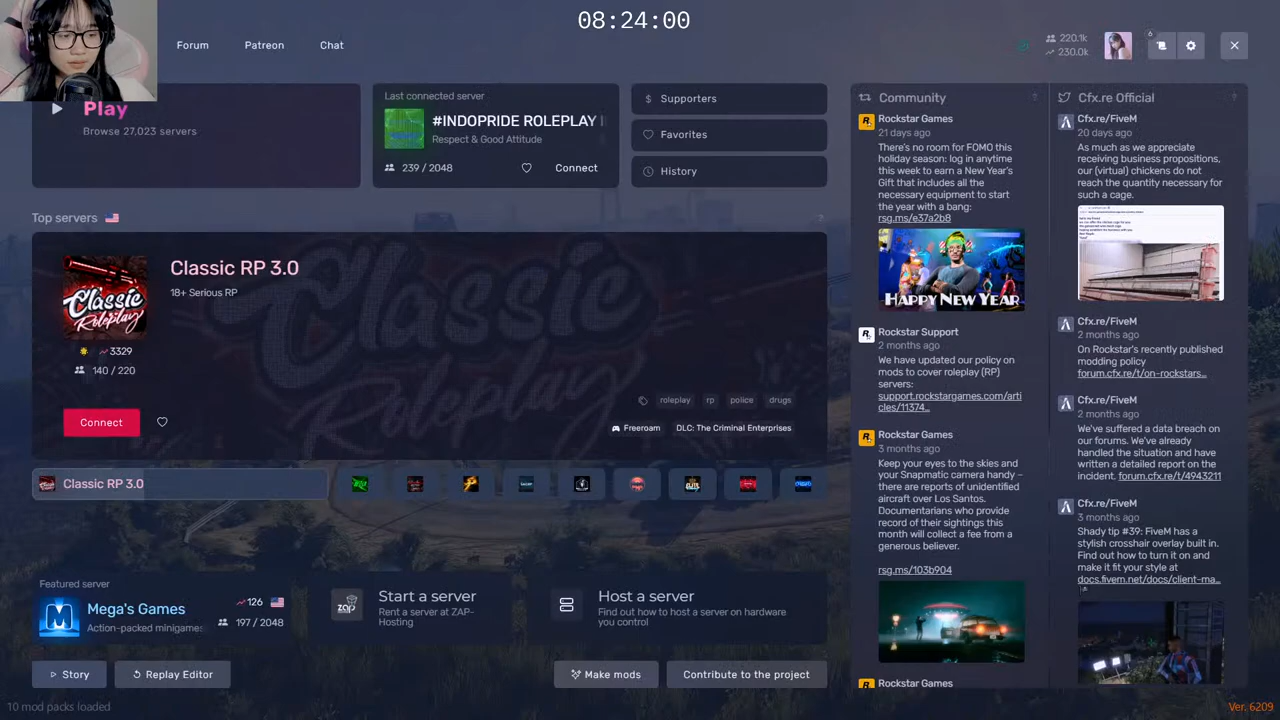 08:24:00
Forum
Patreon
Chat
220.1k
230.0k
6
Play
Browse 27,023 servers
Last connected server
#INDOPRIDE ROLEPLAY
Respect & Good Attitude
239 / 2048
Connect
Supporters
Favorites
History
Top servers
Classic Roleplay
Classic RP 3.0
18+ Serious RP
3329
140 / 220
Connect
roleplay
rp
police
drugs
Freeroam
DLC: The Criminal Enterprises
Classic RP 3.0
Featured server
Mega's Games
Action-packed minigame
126
197 / 2048
ZAP
Start a server
Rent a server at ZAP-
Hosting
Host a server
Find out how to host a server on hardware
you control
Story
Replay Editor
Make mods
Contribute to the project
10 mod packs loaded
Community
Rockstar Games
21 days ago
There's no room for FOMO this
holiday season: log in anytime
this week to earn a New Year's
Gift that includes all the
necessary equipment to start
the year with a bang:
rsg.ms/e37a2b8
HAPPY NEW YEAR
Rockstar Support
2 months ago
We have updated our policy on
mods to cover roleplay (RP)
servers:
support.rockstargames.com/arti
cles/11374…
Rockstar Games
3 months ago
Keep your eyes to the skies and
your Snapmatic camera handy –
there are reports of unidentified
aircraft over Los Santos.
Documentarians who provide
record of their sightings this
month will collect a fee from a
generous believer.
rsg.ms/103b904
Rockstar Games
Cfx.re Official
Cfx.re/FiveM
20 days ago
As much as we appreciate
receiving business propositions,
our (virtual) chickens do not
reach the quantity necessary for
such a cage.
Cfx.re/FiveM
2 months ago
On Rockstar's recently published
modding policy
forum.cfx.re/t/on-rockstars…
Cfx.re/FiveM
2 months ago
We've suffered a data breach on
our forums. We've already
handled the situation and have
written a detailed report on the
incident. forum.cfx.re/t/4943211
Cfx.re/FiveM
3 months ago
Shady tip #39: FiveM has a
stylish crosshair overlay built in.
Find out how to turn it on and
make it fit your style at
docs.fivem.net/docs/client-ma…
Ver. 6209